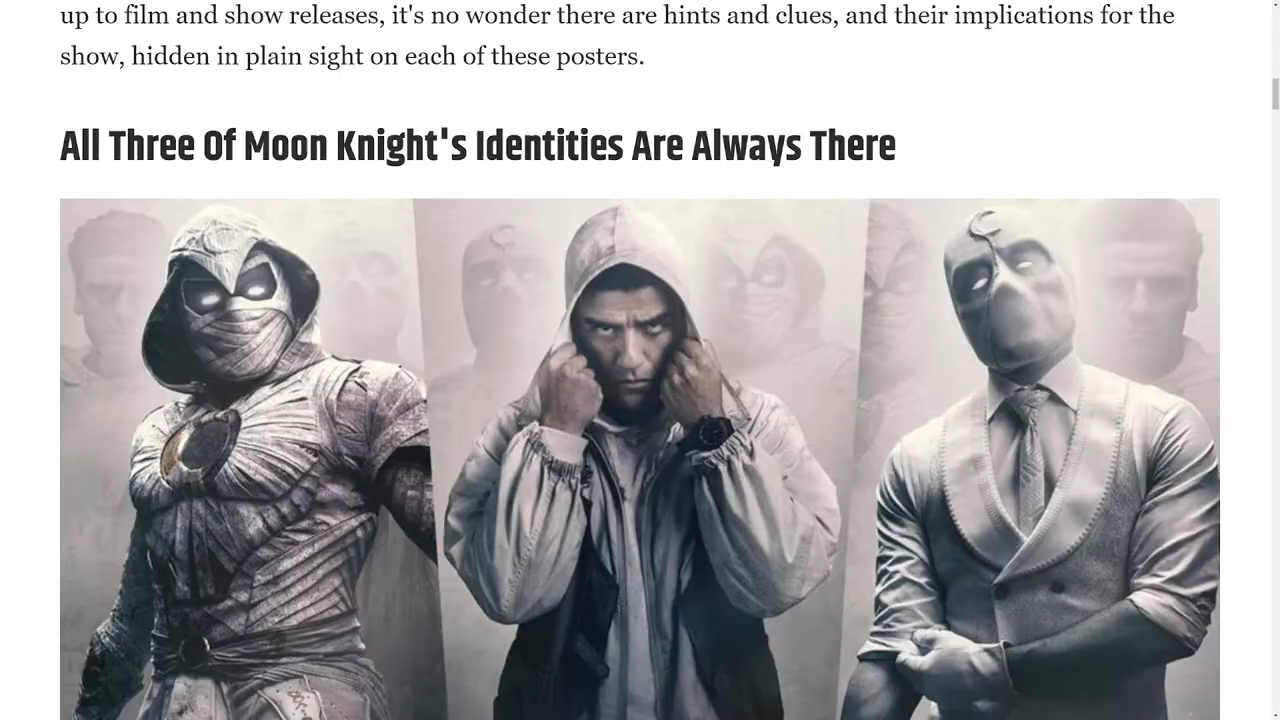 up to film and show releases, it's no wonder there are hints and clues, and their implications for the
show, hidden in plain sight on each of these posters.
All Three Of Moon Knight's Identities Are Always There